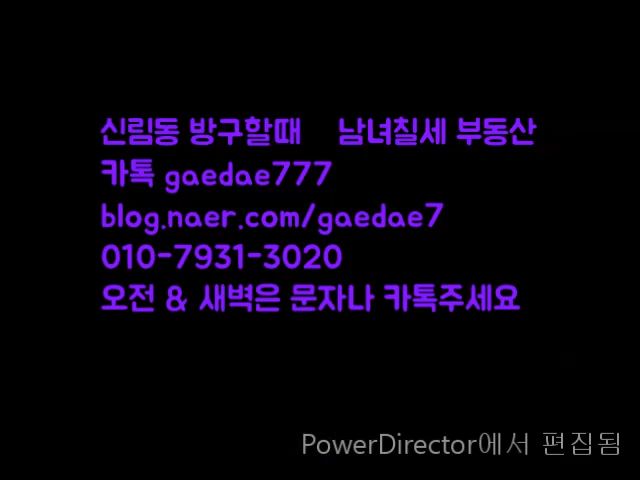 신림동 방구할때 남녀칠세 부동산
카톡 gaedae777
blog.naer.com/gaedae7
010-7931-3020
오전 & 새벽은 문자나 카톡주세요
PowerDirector에서 편집됨